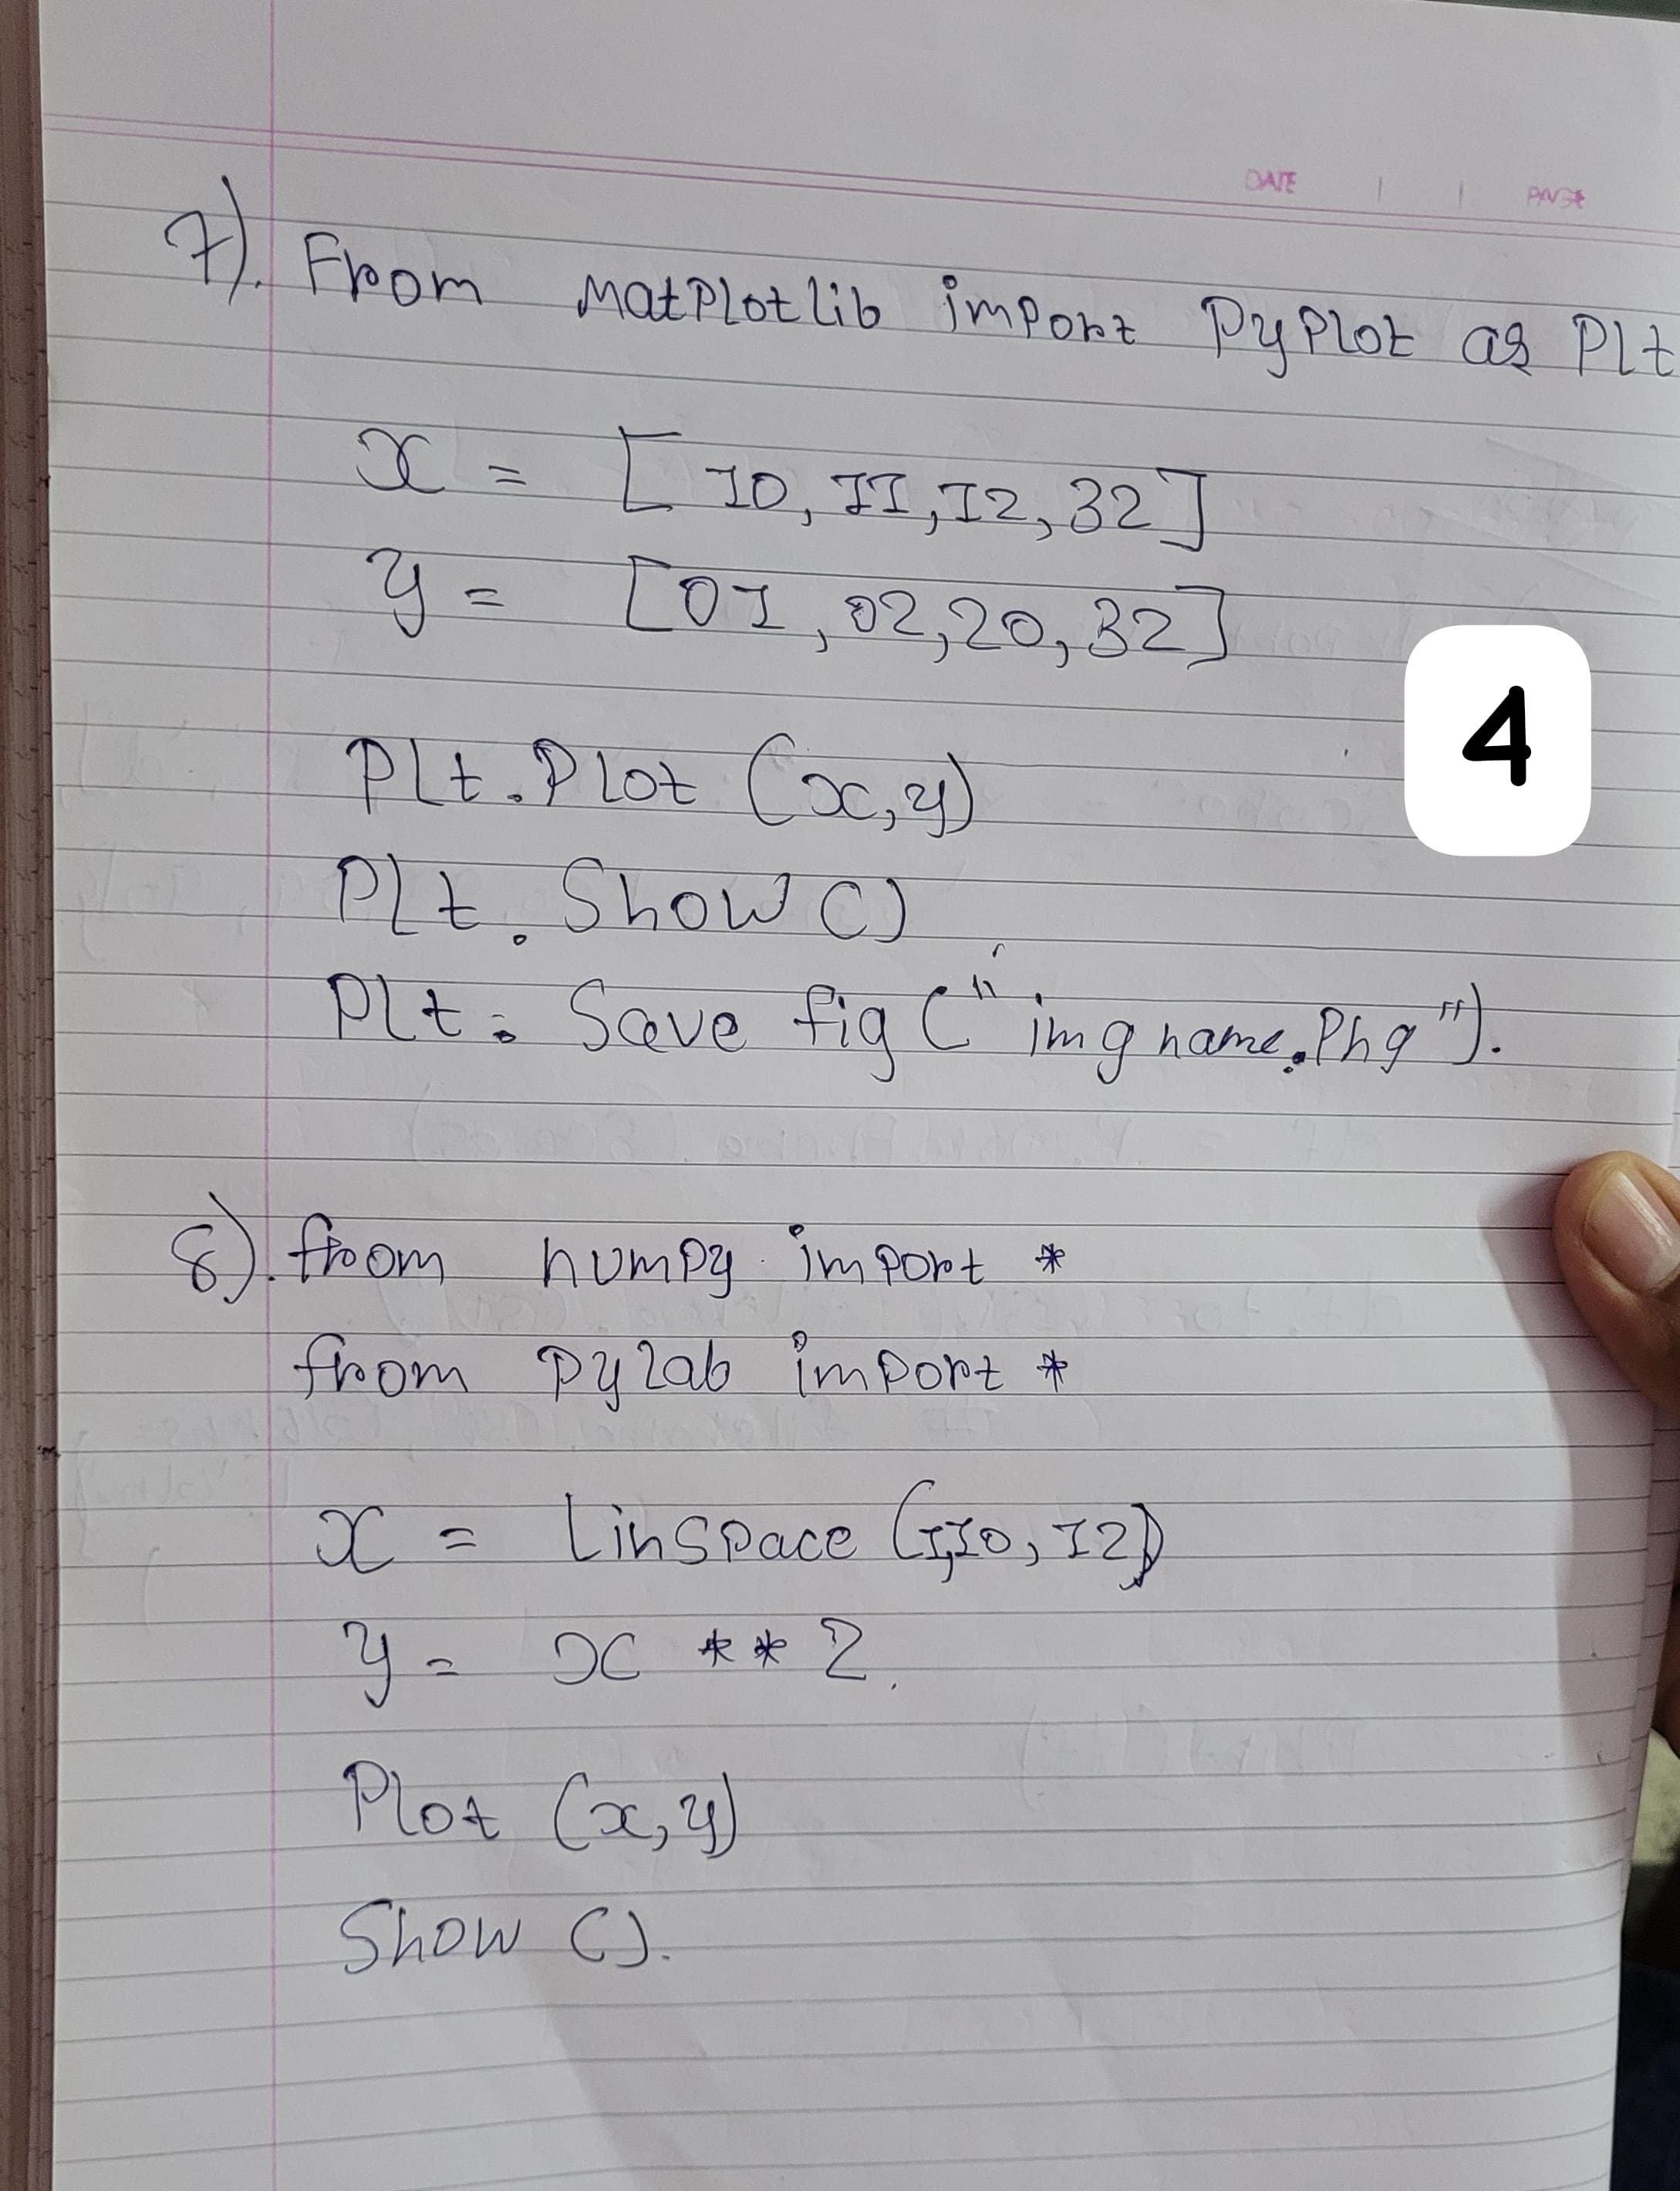 DATE | | PAGE
7). From MatPlotlib import PyPlot as Plt
x = [10, 11, 12, 32]
y = [01, 02, 20, 32]
4
Plt.Plot (x,y)
Plt. Show ()
Plt. Save fig ("img name.Phg").
8). from numpy import *
from pylab import *
x = Linspace (1,10, 12)
y = x ** 2.
Plot (x,y)
Show ().